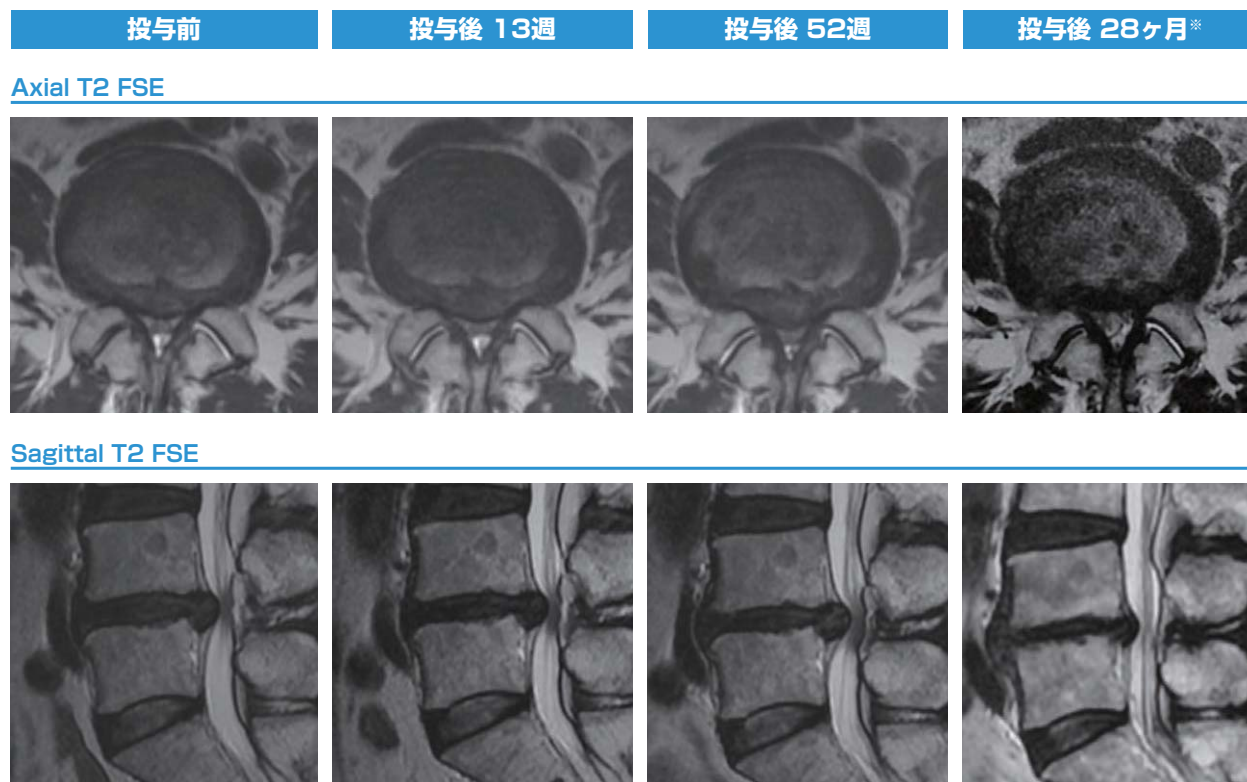 投与前
投与後 13週
投与後 52週
投与後 28ヶ月※
Axial T2 FSE
Sagittal T2 FSE